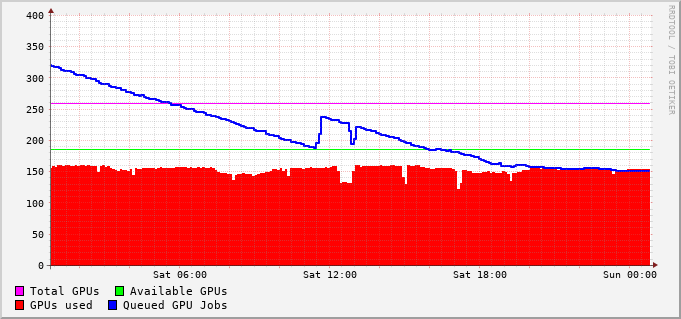 400
350
300
250
200
150
100
50
0
Sat 06:00 Sat 12:00 Sat 18:00 Sun 00:00
Total GPUs Available GPUs
GPUs used Queued GPU Jobs
RRDTOOL / TOBI OETIKER